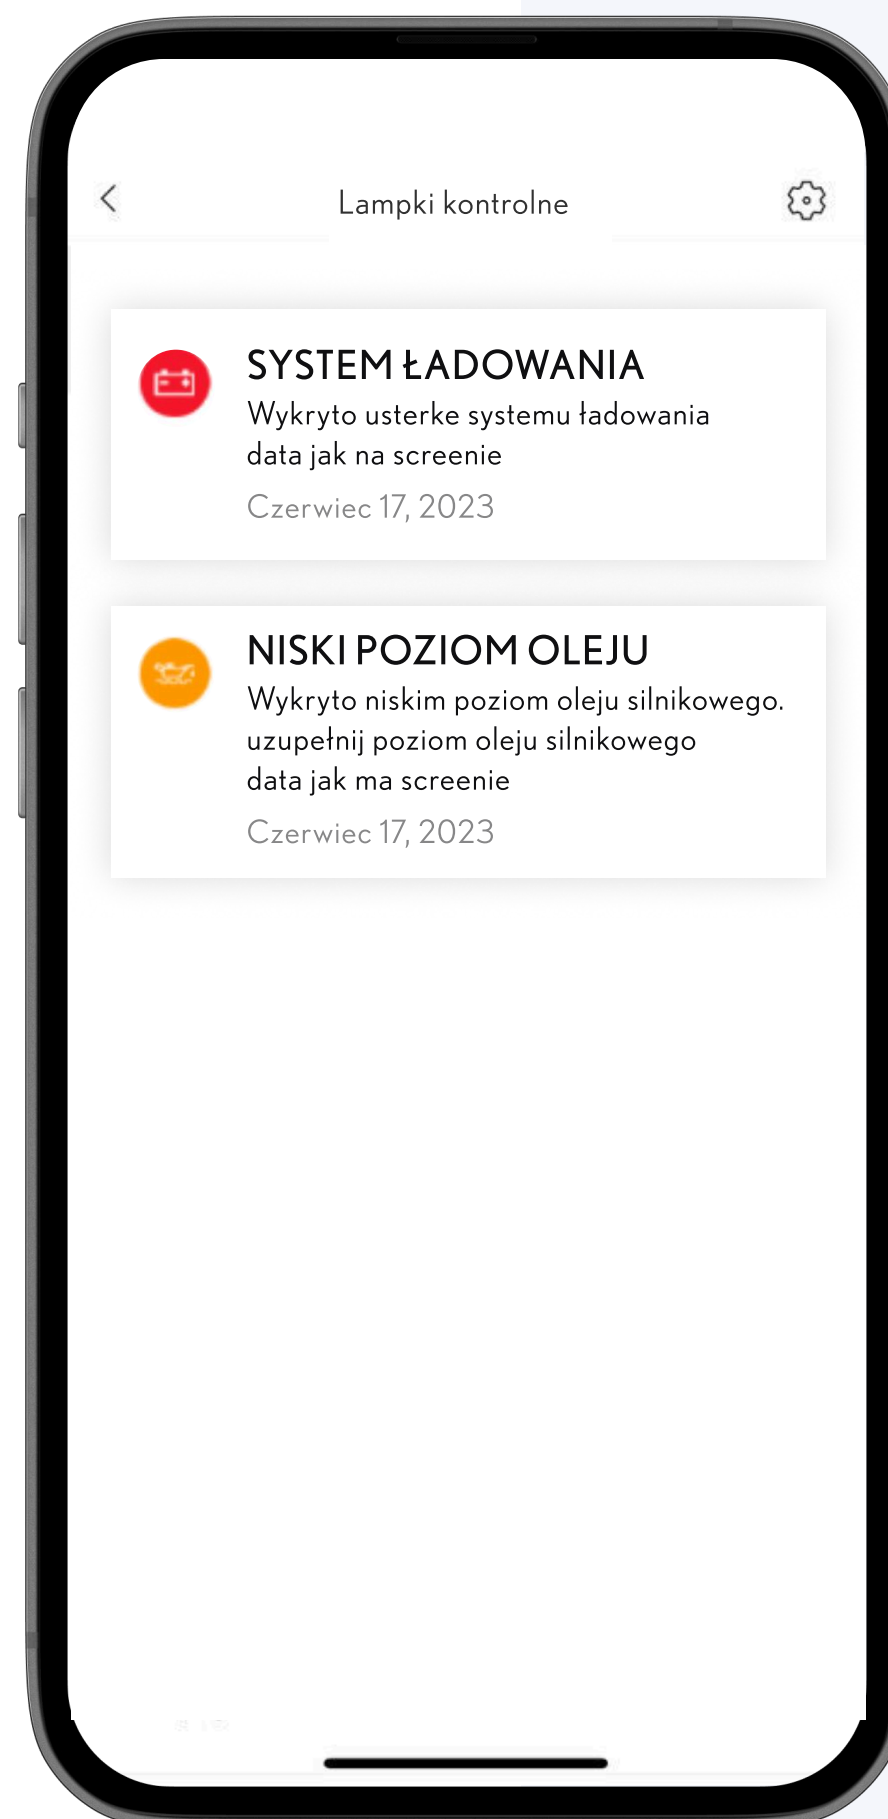 Lampki kontrolne
SYSTEM ŁADOWANIA
Wykryto usterke systemu ładowania
data jak na screenie
Czerwiec 17, 2023
NISKI POZIOM OLEJU
Wykryto niskim poziom oleju silnikowego.
uzupełnij poziom oleju silnikowego
data jak ma screenie
Czerwiec 17, 2023